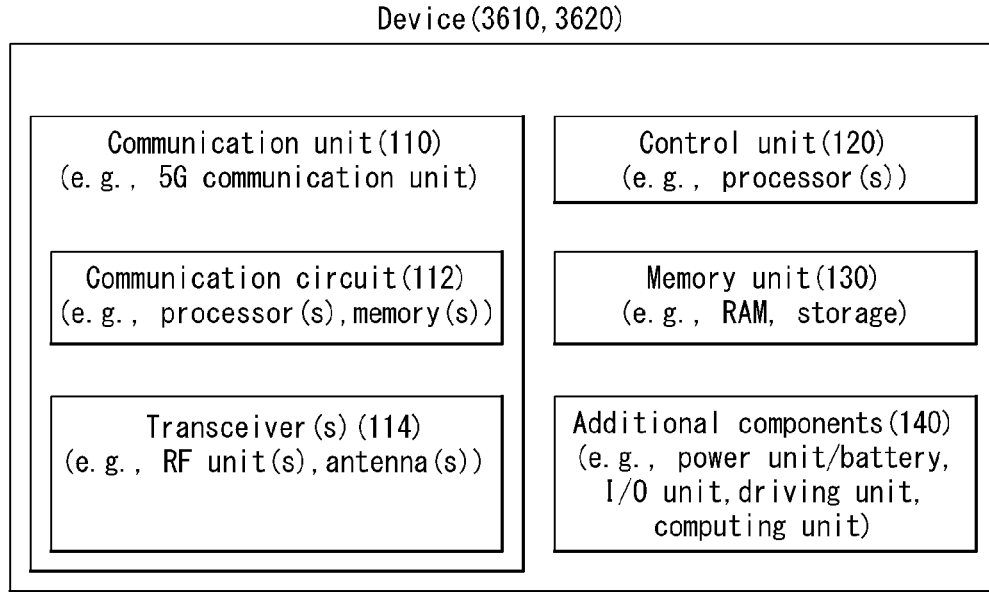 Device(3610,3620)
Communication unit(110)
(e.g., 5G communication unit)
Communication circuit(112)
(e.g., processor(s),memory(s))
Transceiver(s)(114)
(e.g., RF unit(s),antenna(s))
Control unit(120)
(e.g., processor(s))
Memory unit(130)
(e.g., RAM, storage)
Additional components(140)
(e.g., power unit/battery,
I/O unit,driving unit,
computing unit)